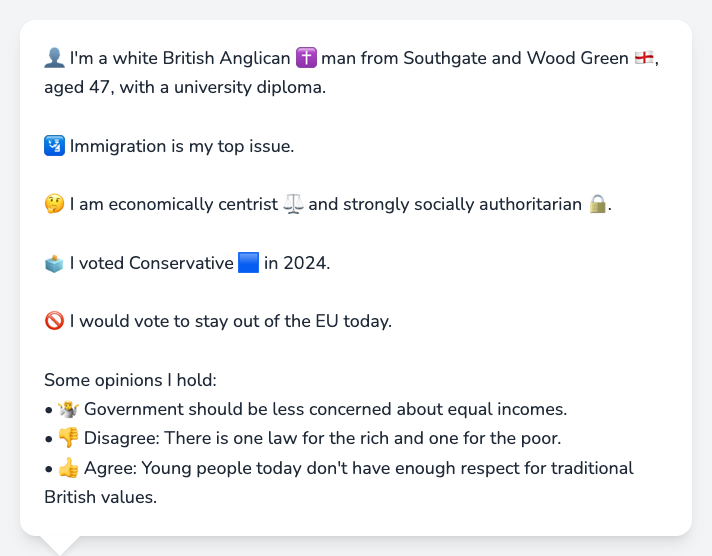 👤 I'm a white British Anglican ✝️ man from Southgate and Wood Green 🏴󠁧󠁢󠁥󠁮󠁧󠁿,
aged 47, with a university diploma.
🛂 Immigration is my top issue.
🤔 I am economically centrist ⚖️ and strongly socially authoritarian 🔒.
🗳️ I voted Conservative 🟦 in 2024.
🚫 I would vote to stay out of the EU today.
Some opinions I hold:
• 🤷 Government should be less concerned about equal incomes.
• 👎 Disagree: There is one law for the rich and one for the poor.
• 👍 Agree: Young people today don't have enough respect for traditional
British values.